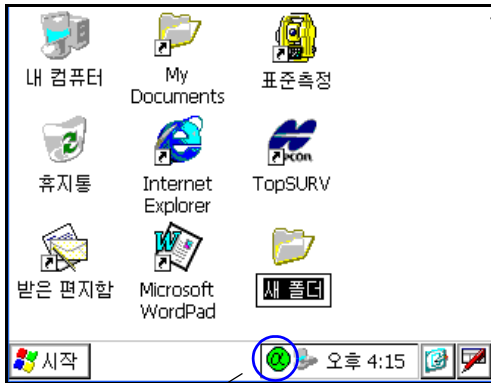 내 컴퓨터
My
Documents
표준측정
휴지통
Internet
Explorer
TopSURV
받은 편지함
Microsoft
WordPad
새 폴더
시작
α
오후 4:15